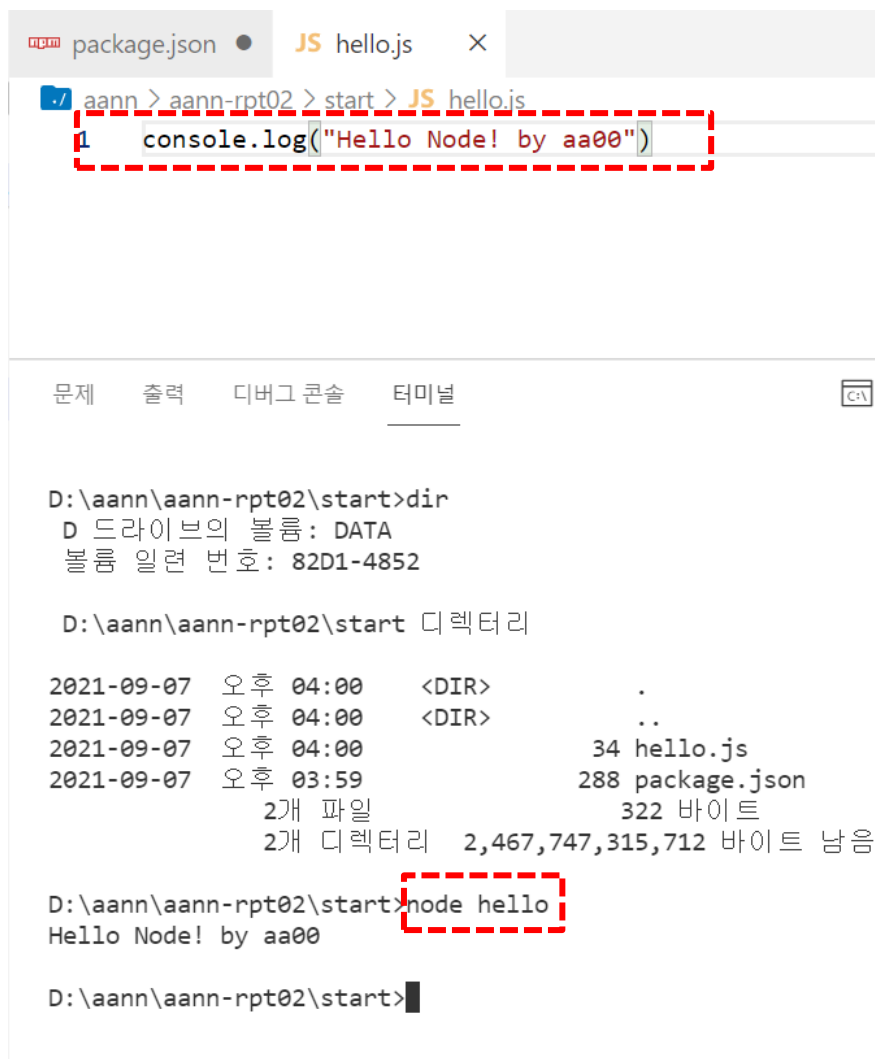 npm package.json ●
JS hello.js ×
./ aann > aann-rpt02 > start > JS hello.js
1 console.log("Hello Node! by aa00")
문제 출력 디버그 콘솔 터미널
C:\
D:\aann\aann-rpt02\start>dir
D 드라이브의 볼륨: DATA
볼륨 일련 번호: 82D1-4852
D:\aann\aann-rpt02\start 디렉터리
2021-09-07 오후 04:00 <DIR> .
2021-09-07 오후 04:00 <DIR> ..
2021-09-07 오후 04:00 34 hello.js
2021-09-07 오후 03:59 288 package.json
2개 파일 322 바이트
2개 디렉터리 2,467,747,315,712 바이트 남음
D:\aann\aann-rpt02\start>node hello
Hello Node! by aa00
D:\aann\aann-rpt02\start>